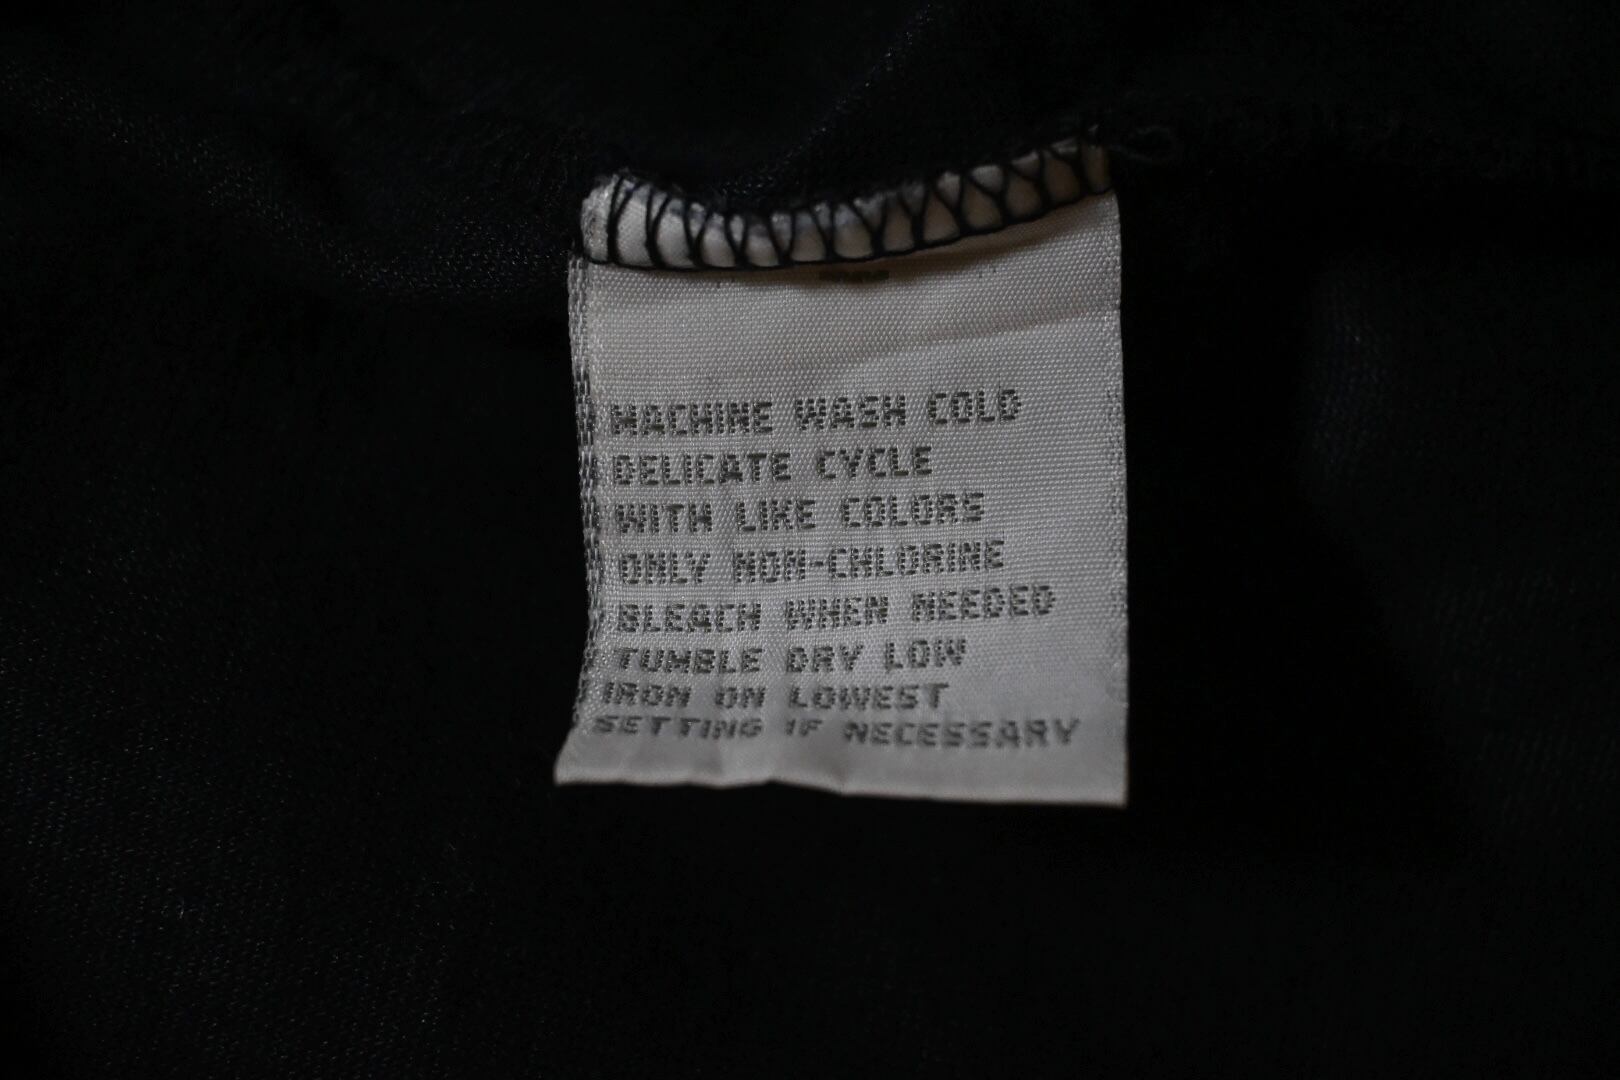 MACHINE WASH COLD
DELICATE CYCLE
WITH LIKE COLORS
ONLY NON-CHLORINE
BLEACH WHEN NEEDED
TUMBLE DRY LOW
IRON ON LOWEST
SETTING IF NECESSARY